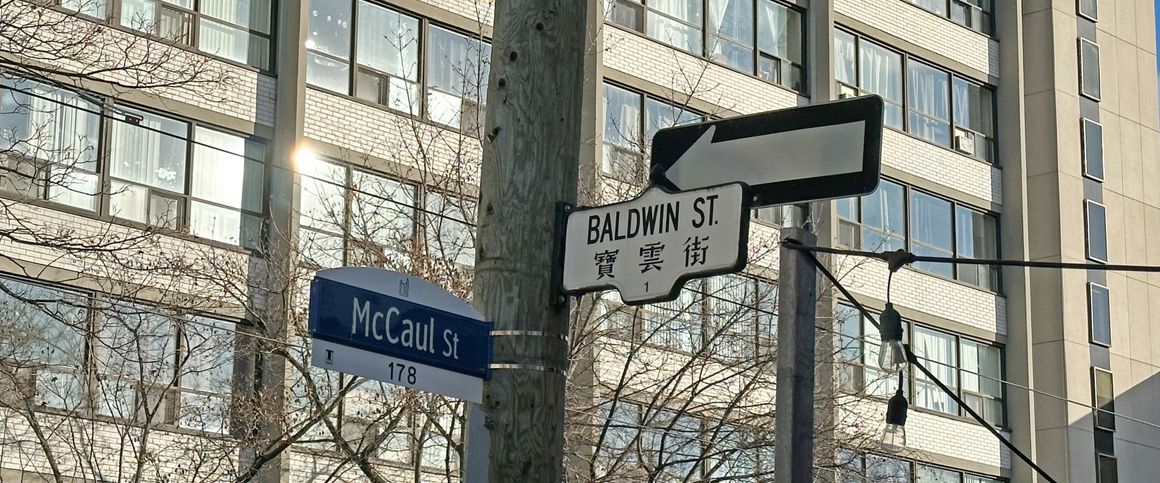 McCaul St
178
BALDWIN ST.
寶雲街
1